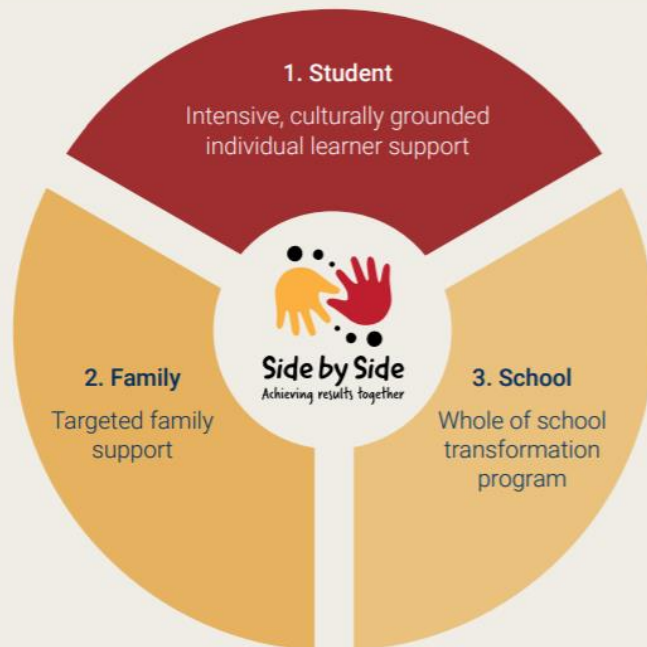 1. Student
Intensive, culturally grounded
individual learner support
Side by Side
Achieving results together
2. Family
Targeted family
support
3. School
Whole of school
transformation
program